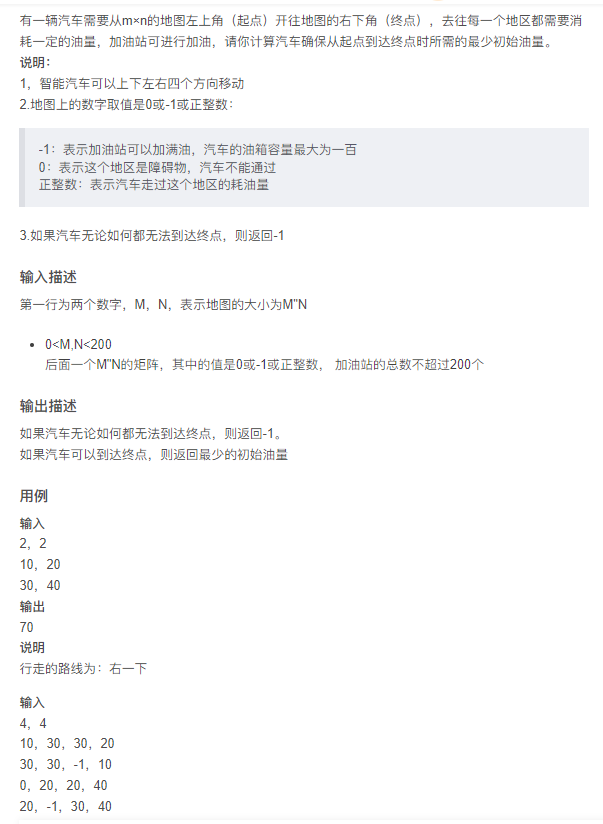 有一辆汽车需要从m×n的地图左上角（起点）开往地图的右下角（终点），去往每一个地区都需要消
耗一定的油量，加油站可进行加油，请你计算汽车确保从起点到达终点时所需的最少初始油量。
说明：
1，智能汽车可以上下左右四个方向移动
2.地图上的数字取值是0或-1或正整数：
-1：表示加油站可以加满油，汽车的油箱容量最大为一百
0：表示这个地区是障碍物，汽车不能通过
正整数：表示汽车走过这个地区的耗油量
3.如果汽车无论如何都无法到达终点，则返回-1
输入描述
第一行为两个数字，M，N，表示地图的大小为M"N
• 0<M,N<200
后面一个M"N的矩阵，其中的值是0或-1或正整数， 加油站的总数不超过200个
输出描述
如果汽车无论如何都无法到达终点，则返回-1。
如果汽车可以到达终点，则返回最少的初始油量
用例
输入
2，2
10，20
30，40
输出
70
说明
行走的路线为：右一下
输入
4，4
10，30，30，20
30，30，-1，10
0，20，20，40
20，-1，30，40